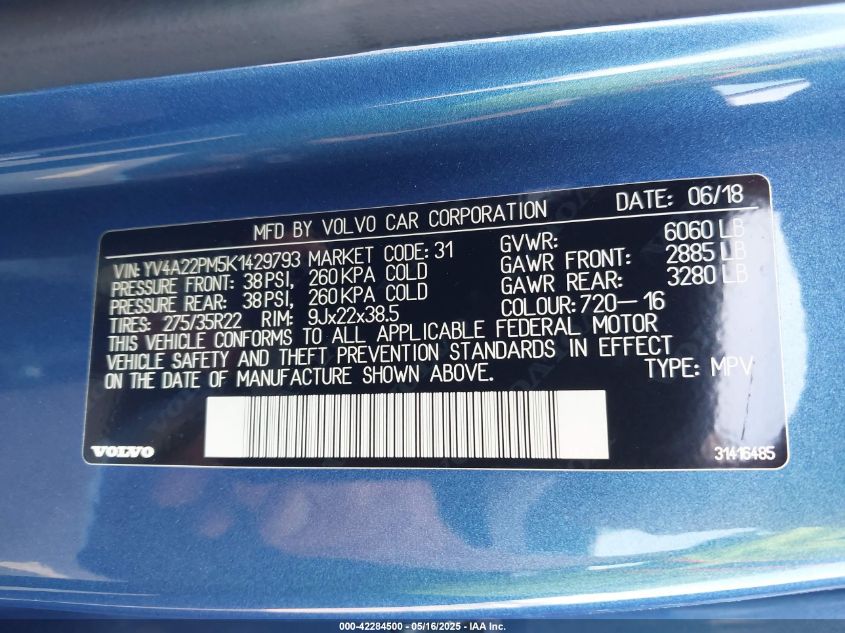 MFD BY VOLVO CAR CORPORATION DATE: 06/18
VIN: YV4A22PM5K1429793 MARKET CODE: 31 GVWR: 6060 LB
PRESSURE FRONT: 38 PSI, 260 KPA COLD GAWR FRONT: 2885 LB
PRESSURE REAR: 38 PSI, 260 KPA COLD GAWR REAR: 3280 LB
TIRES: 275/35R22 RIM: 9Jx22x38.5 COLOUR: 720-16
THIS VEHICLE CONFORMS TO ALL APPLICABLE FEDERAL MOTOR
VEHICLE SAFETY AND THEFT PREVENTION STANDARDS IN EFFECT
ON THE DATE OF MANUFACTURE SHOWN ABOVE. TYPE: MPV
VOLVO 31416485
000-42284500 - 05/16/2025 - IAA Inc.